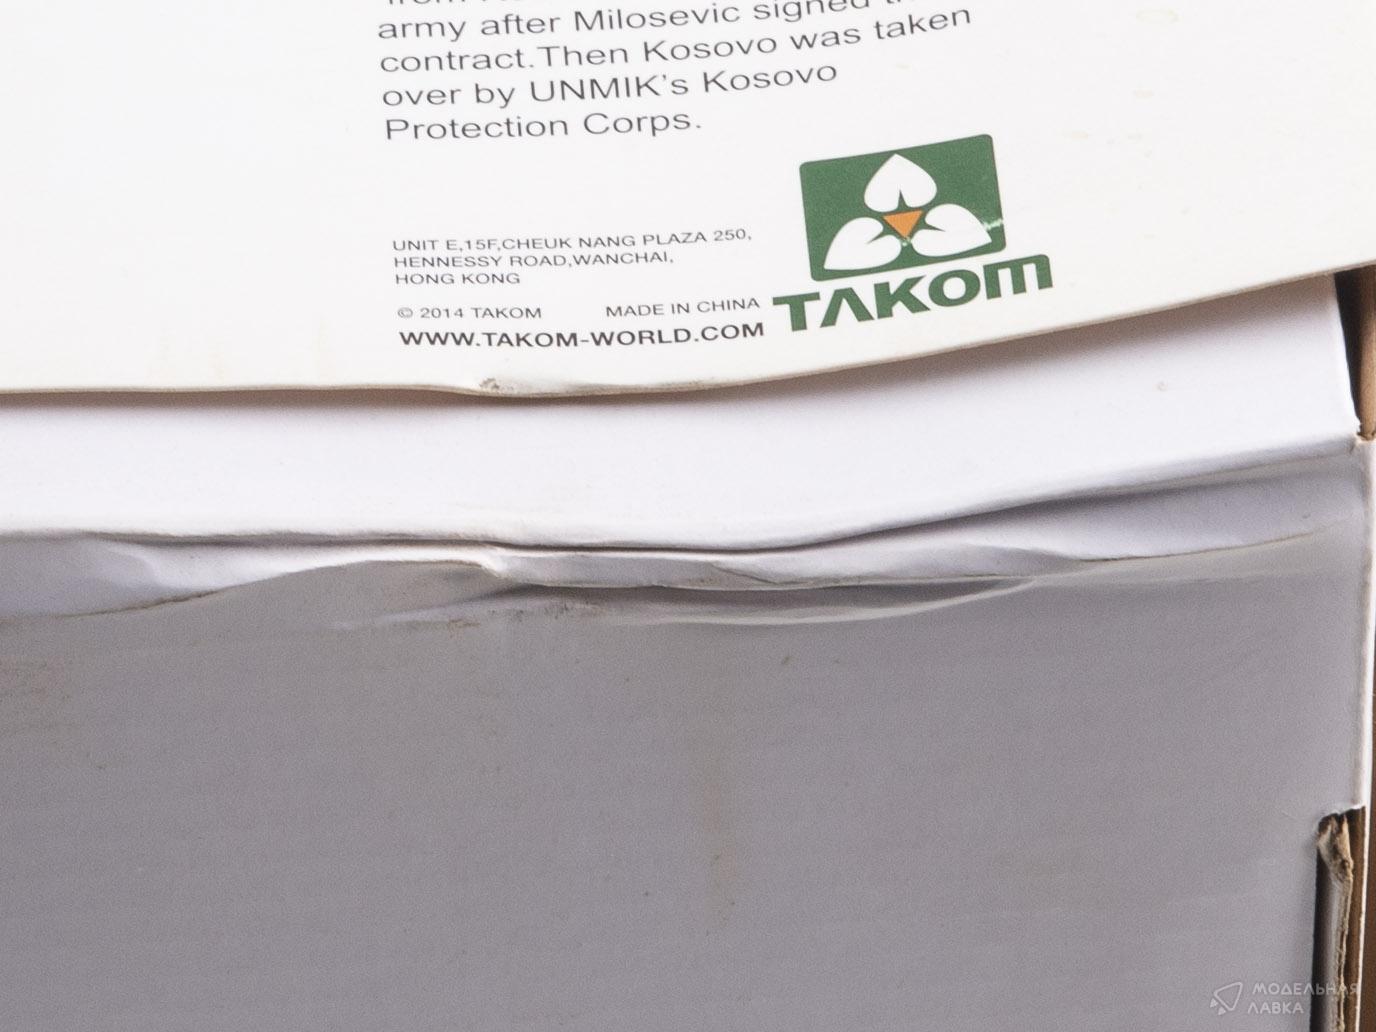 army after Milosevic signed
contract.Then Kosovo was taken
over by UNMIK's Kosovo
Protection Corps.
UNIT E,15F,CHEUK NANG PLAZA 250,
HENNESSY ROAD,WANCHAI,
HONG KONG
© 2014 TAKOM MADE IN CHINA
WWW.TAKOM-WORLD.COM
TAKOM
МОДЕЛЬНАЯ
ЛАВКА